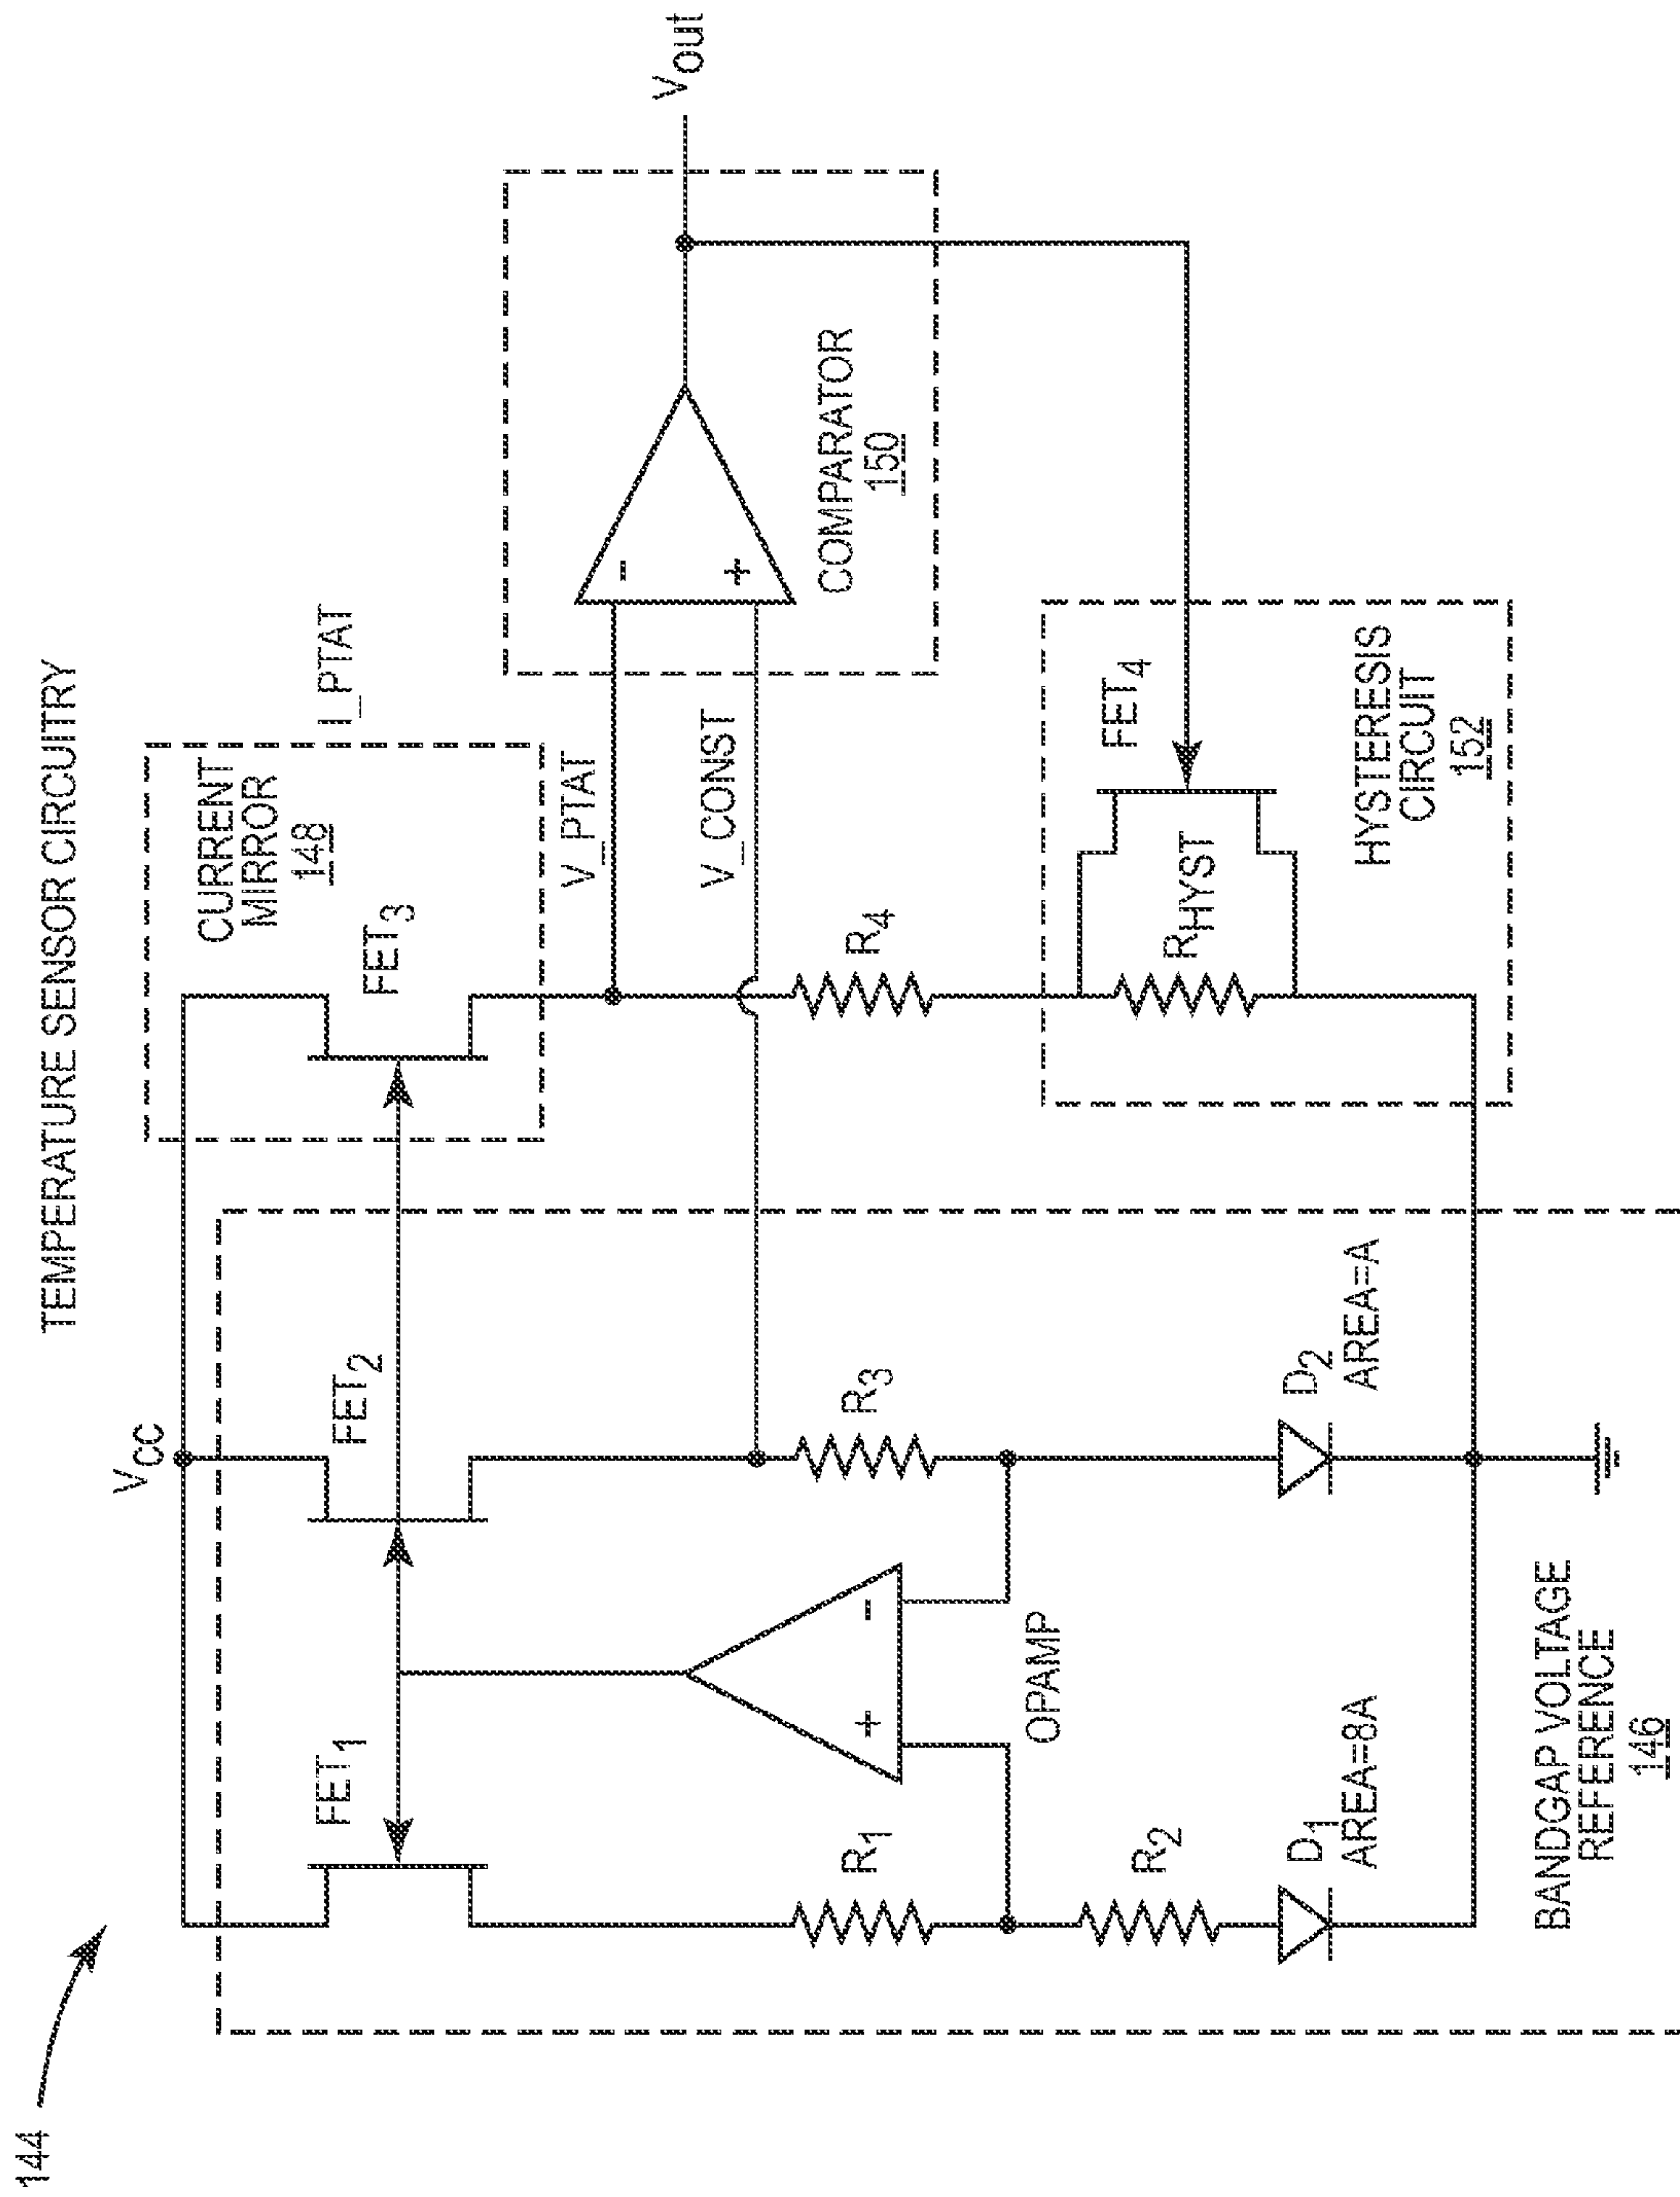 TEMPERATURE SENSOR CIRCUITRY
144
VCC
FET1
FET2
FET3
CURRENT
MIRROR
148
I_PTAT
V_PTAT
V_CONST
-
+
COMPARATOR
150
Vout
OPAMP
+
-
R1
R2
R3
R4
D1
AREA=8A
D2
AREA=A
RHYST
FET4
HYSTERESIS
CIRCUIT
152
BANDGAP VOLTAGE
REFERENCE
146